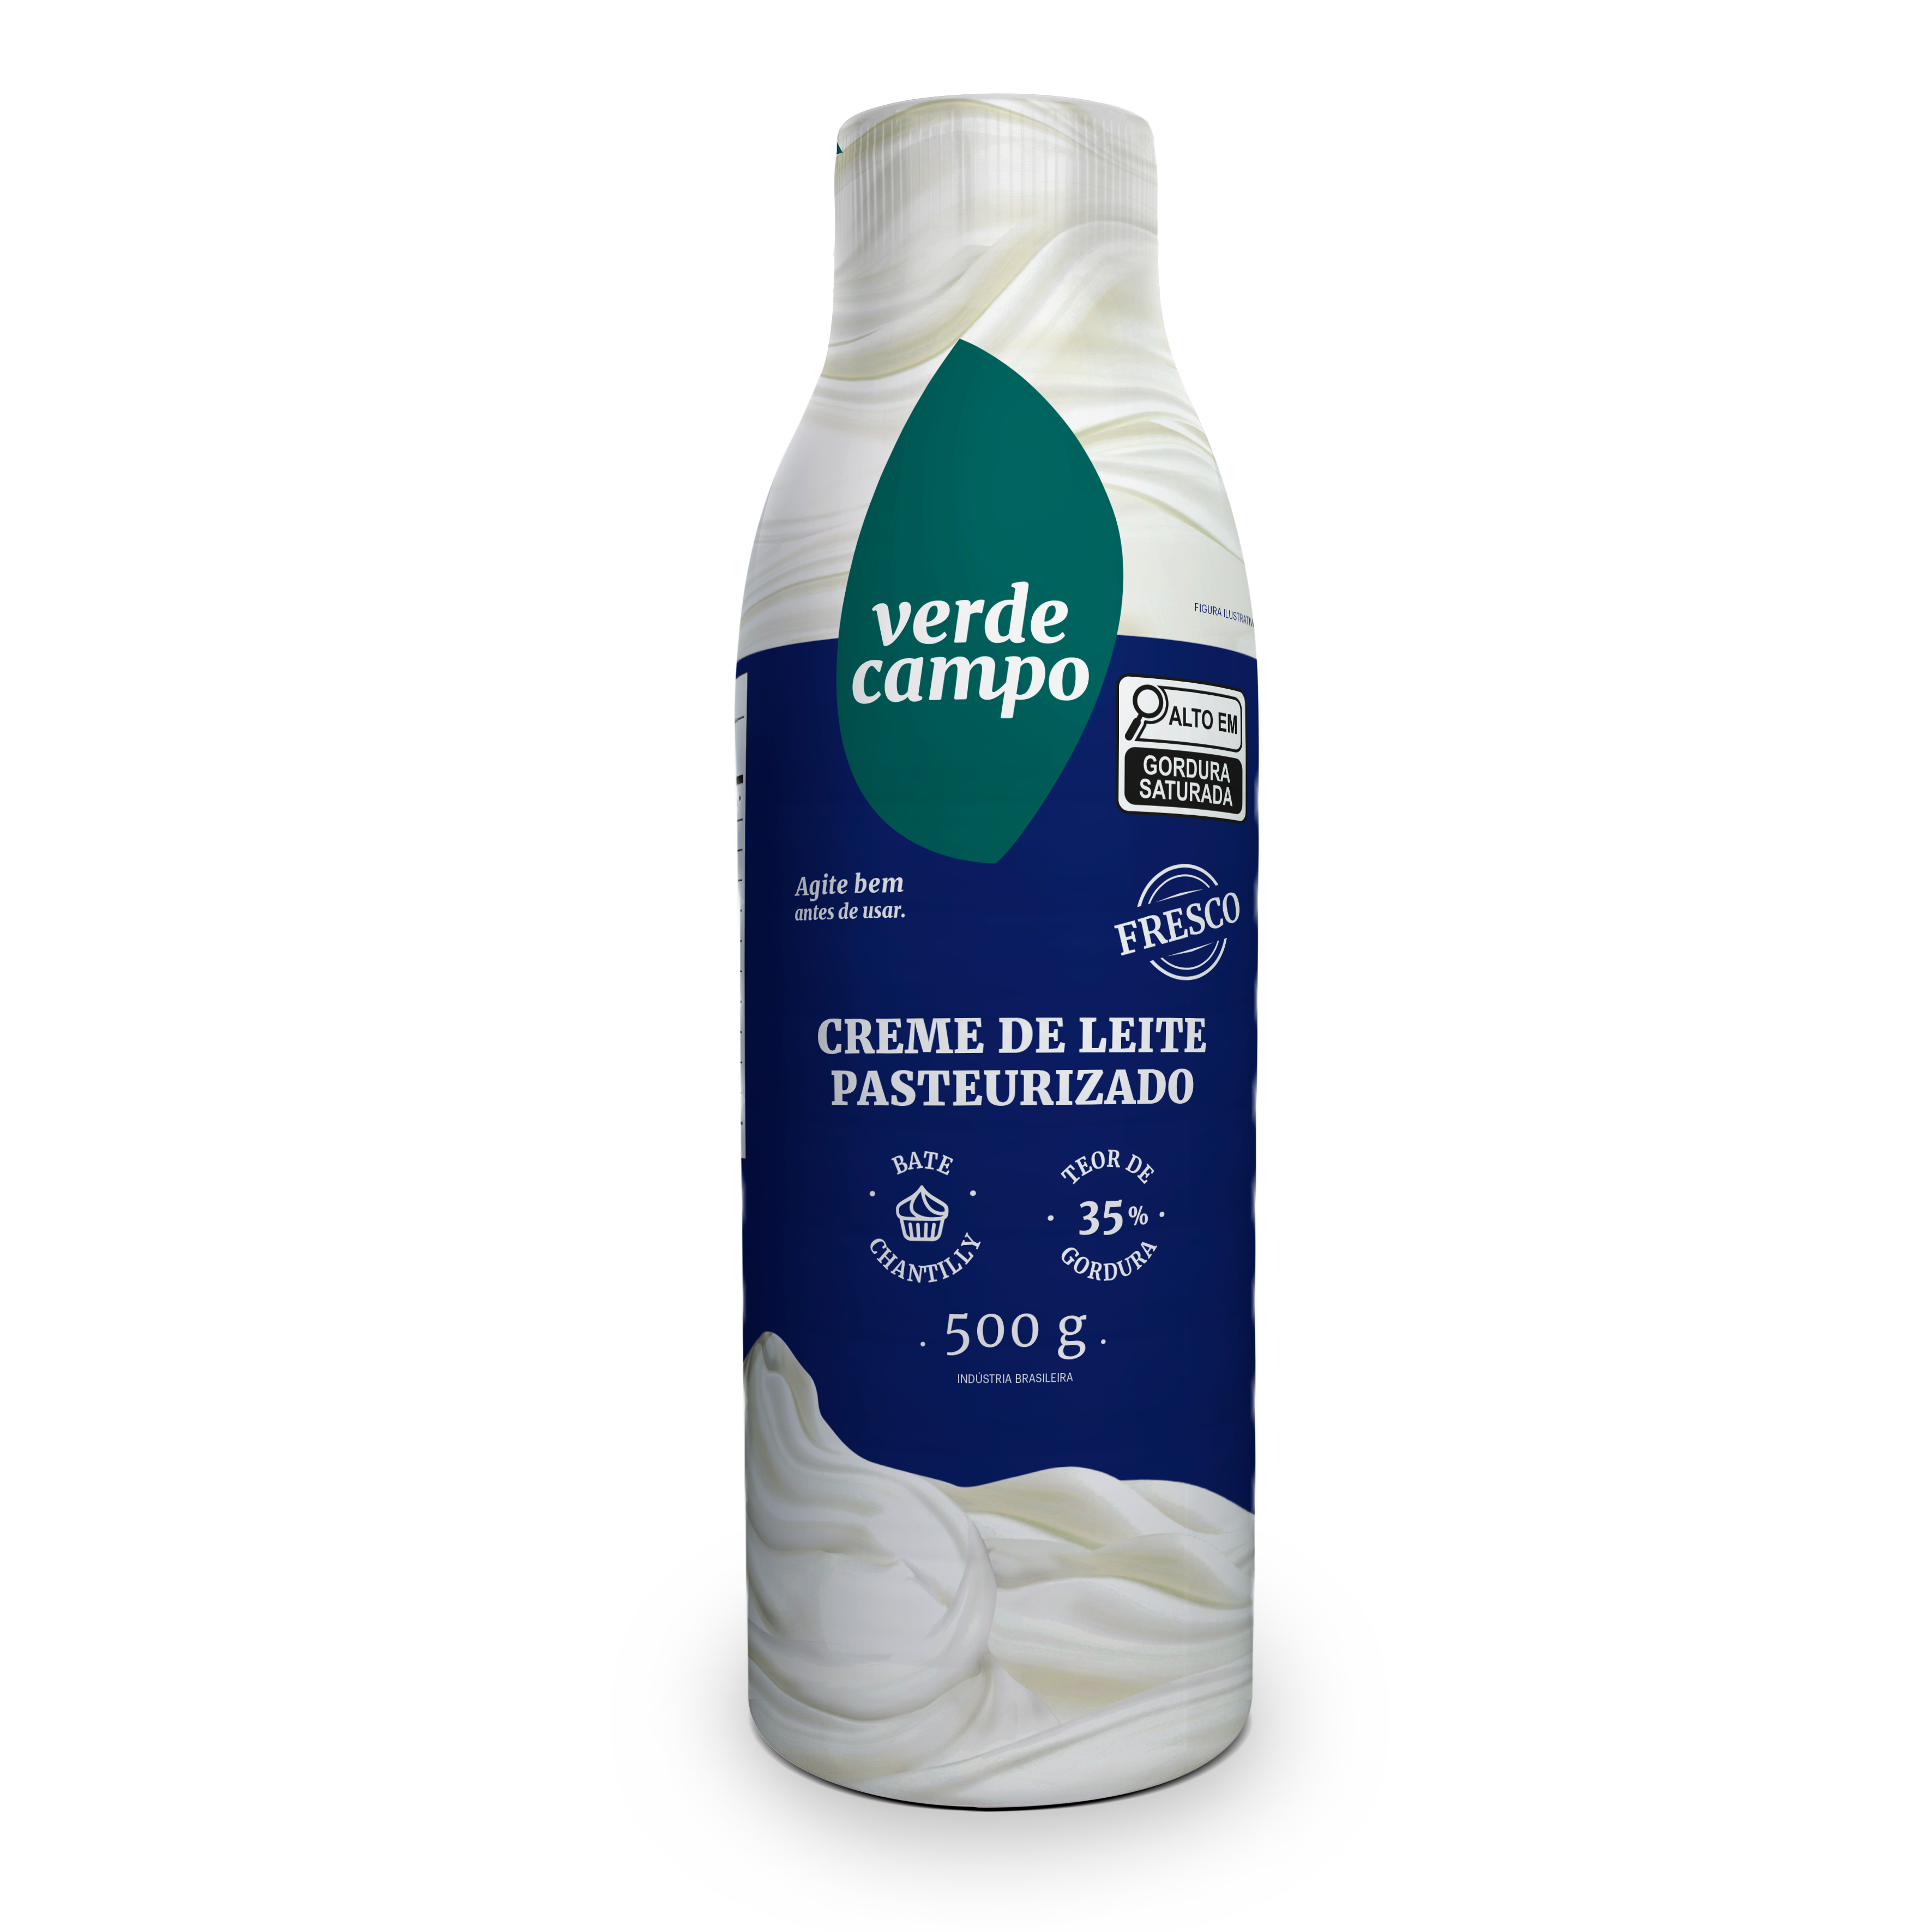 verde
campo
FIGURA ILUSTRATIVA
ALTO EM
GORDURA
SATURADA
Agite bem
antes de usar.
FRESCO
CREME DE LEITE
PASTEURIZADO
BATE
CHANTILLY
TEOR DE
35%
GORDURA
500 g
INDÚSTRIA BRASILEIRA